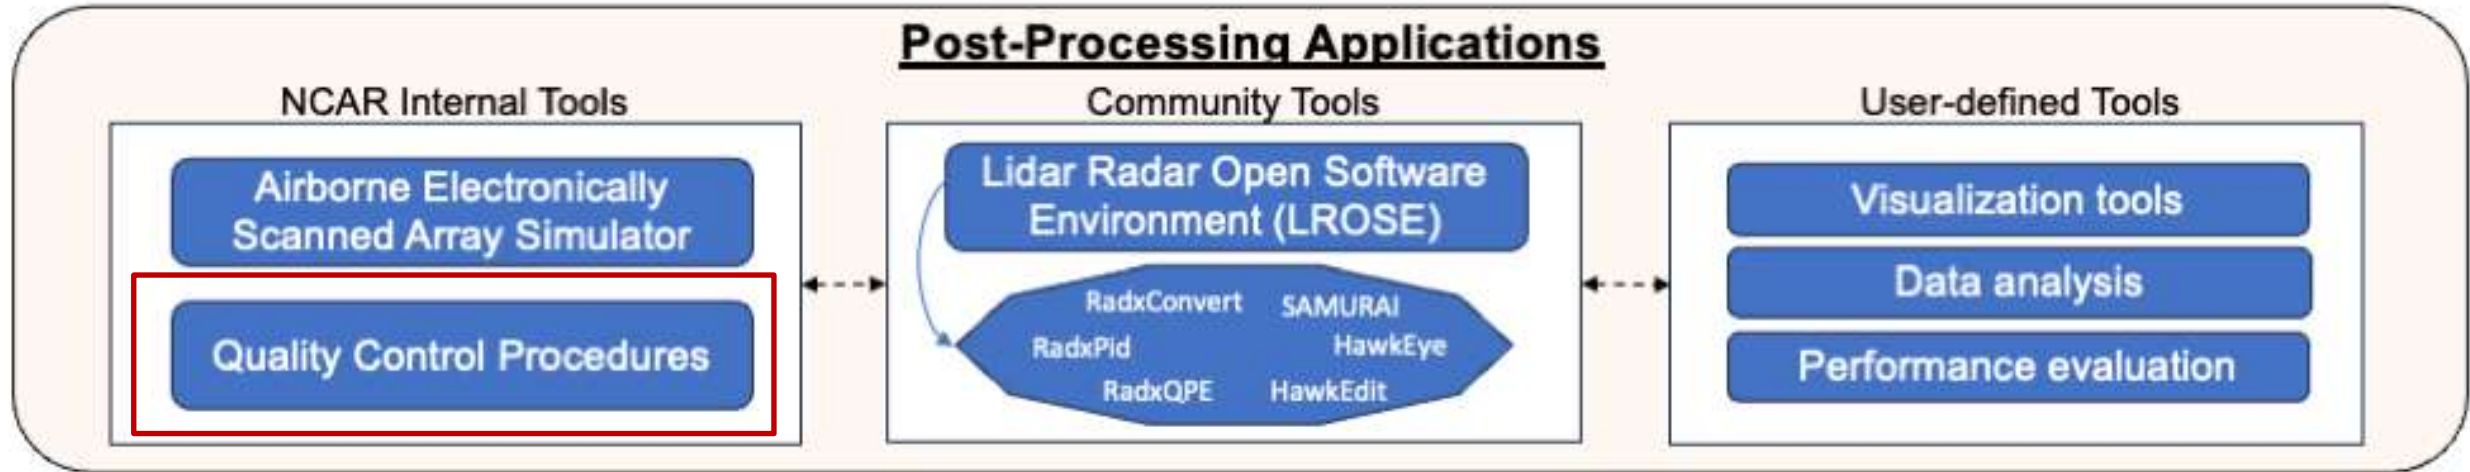 Post-Processing Applications
NCAR Internal Tools
Airborne Electronically
Scanned Array Simulator
Quality Control Procedures
Community Tools
Lidar Radar Open Software
Environment (LROSE)
RadxConvert
SAMURAI
RadxPid
HawkEye
RadxQPE
HawkEdit
User-defined Tools
Visualization tools
Data analysis
Performance evaluation